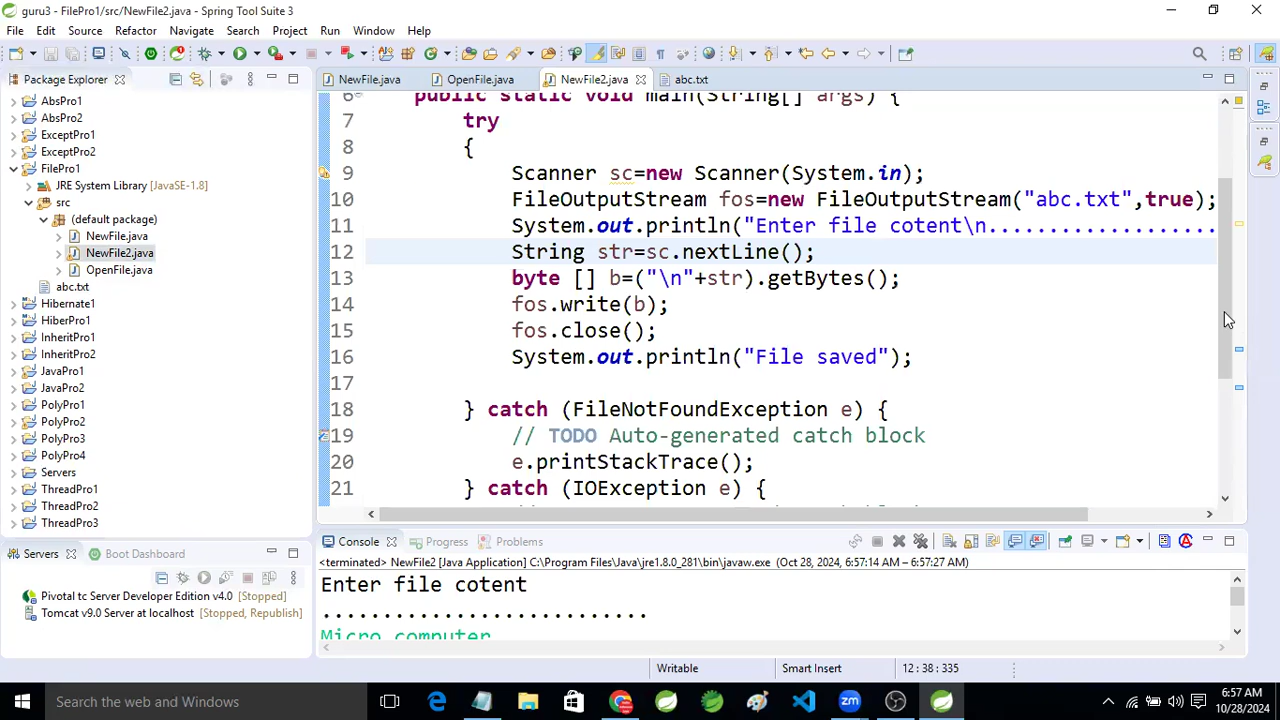 guru3 - FilePro1/src/NewFile2.java - Spring Tool Suite 3
File Edit Source Refactor Navigate Search Project Run Window Help
Package Explorer
NewFile.java OpenFile.java NewFile2.java abc.txt
AbsPro1
AbsPro2
ExceptPro1
ExceptPro2
FilePro1
JRE System Library [JavaSE-1.8]
src
(default package)
NewFile.java
NewFile2.java
OpenFile.java
abc.txt
Hibernate1
HiberPro1
InheritPro1
InheritPro2
JavaPro1
JavaPro2
PolyPro1
PolyPro2
PolyPro3
PolyPro4
Servers
ThreadPro1
ThreadPro2
ThreadPro3
6 public static void main(String[] args) {
7 try
8 {
9 Scanner sc=new Scanner(System.in);
10 FileOutputStream fos=new FileOutputStream("abc.txt",true);
11 System.out.println("Enter file cotent\n...................
12 String str=sc.nextLine();
13 byte [] b=("\n"+str).getBytes();
14 fos.write(b);
15 fos.close();
16 System.out.println("File saved");
17
18 } catch (FileNotFoundException e) {
19 // TODO Auto-generated catch block
20 e.printStackTrace();
21 } catch (IOException e) {
Servers Boot Dashboard
Pivotal tc Server Developer Edition v4.0 [Stopped]
Tomcat v9.0 Server at localhost [Stopped, Republish]
Console Progress Problems
<terminated> NewFile2 [Java Application] C:\Program Files\Java\jre1.8.0_281\bin\javaw.exe (Oct 28, 2024, 6:57:14 AM – 6:57:27 AM)
Enter file cotent
...........................
Micro computer
Writable Smart Insert 12 : 38 : 335
Search the web and Windows
6:57 AM
10/28/2024